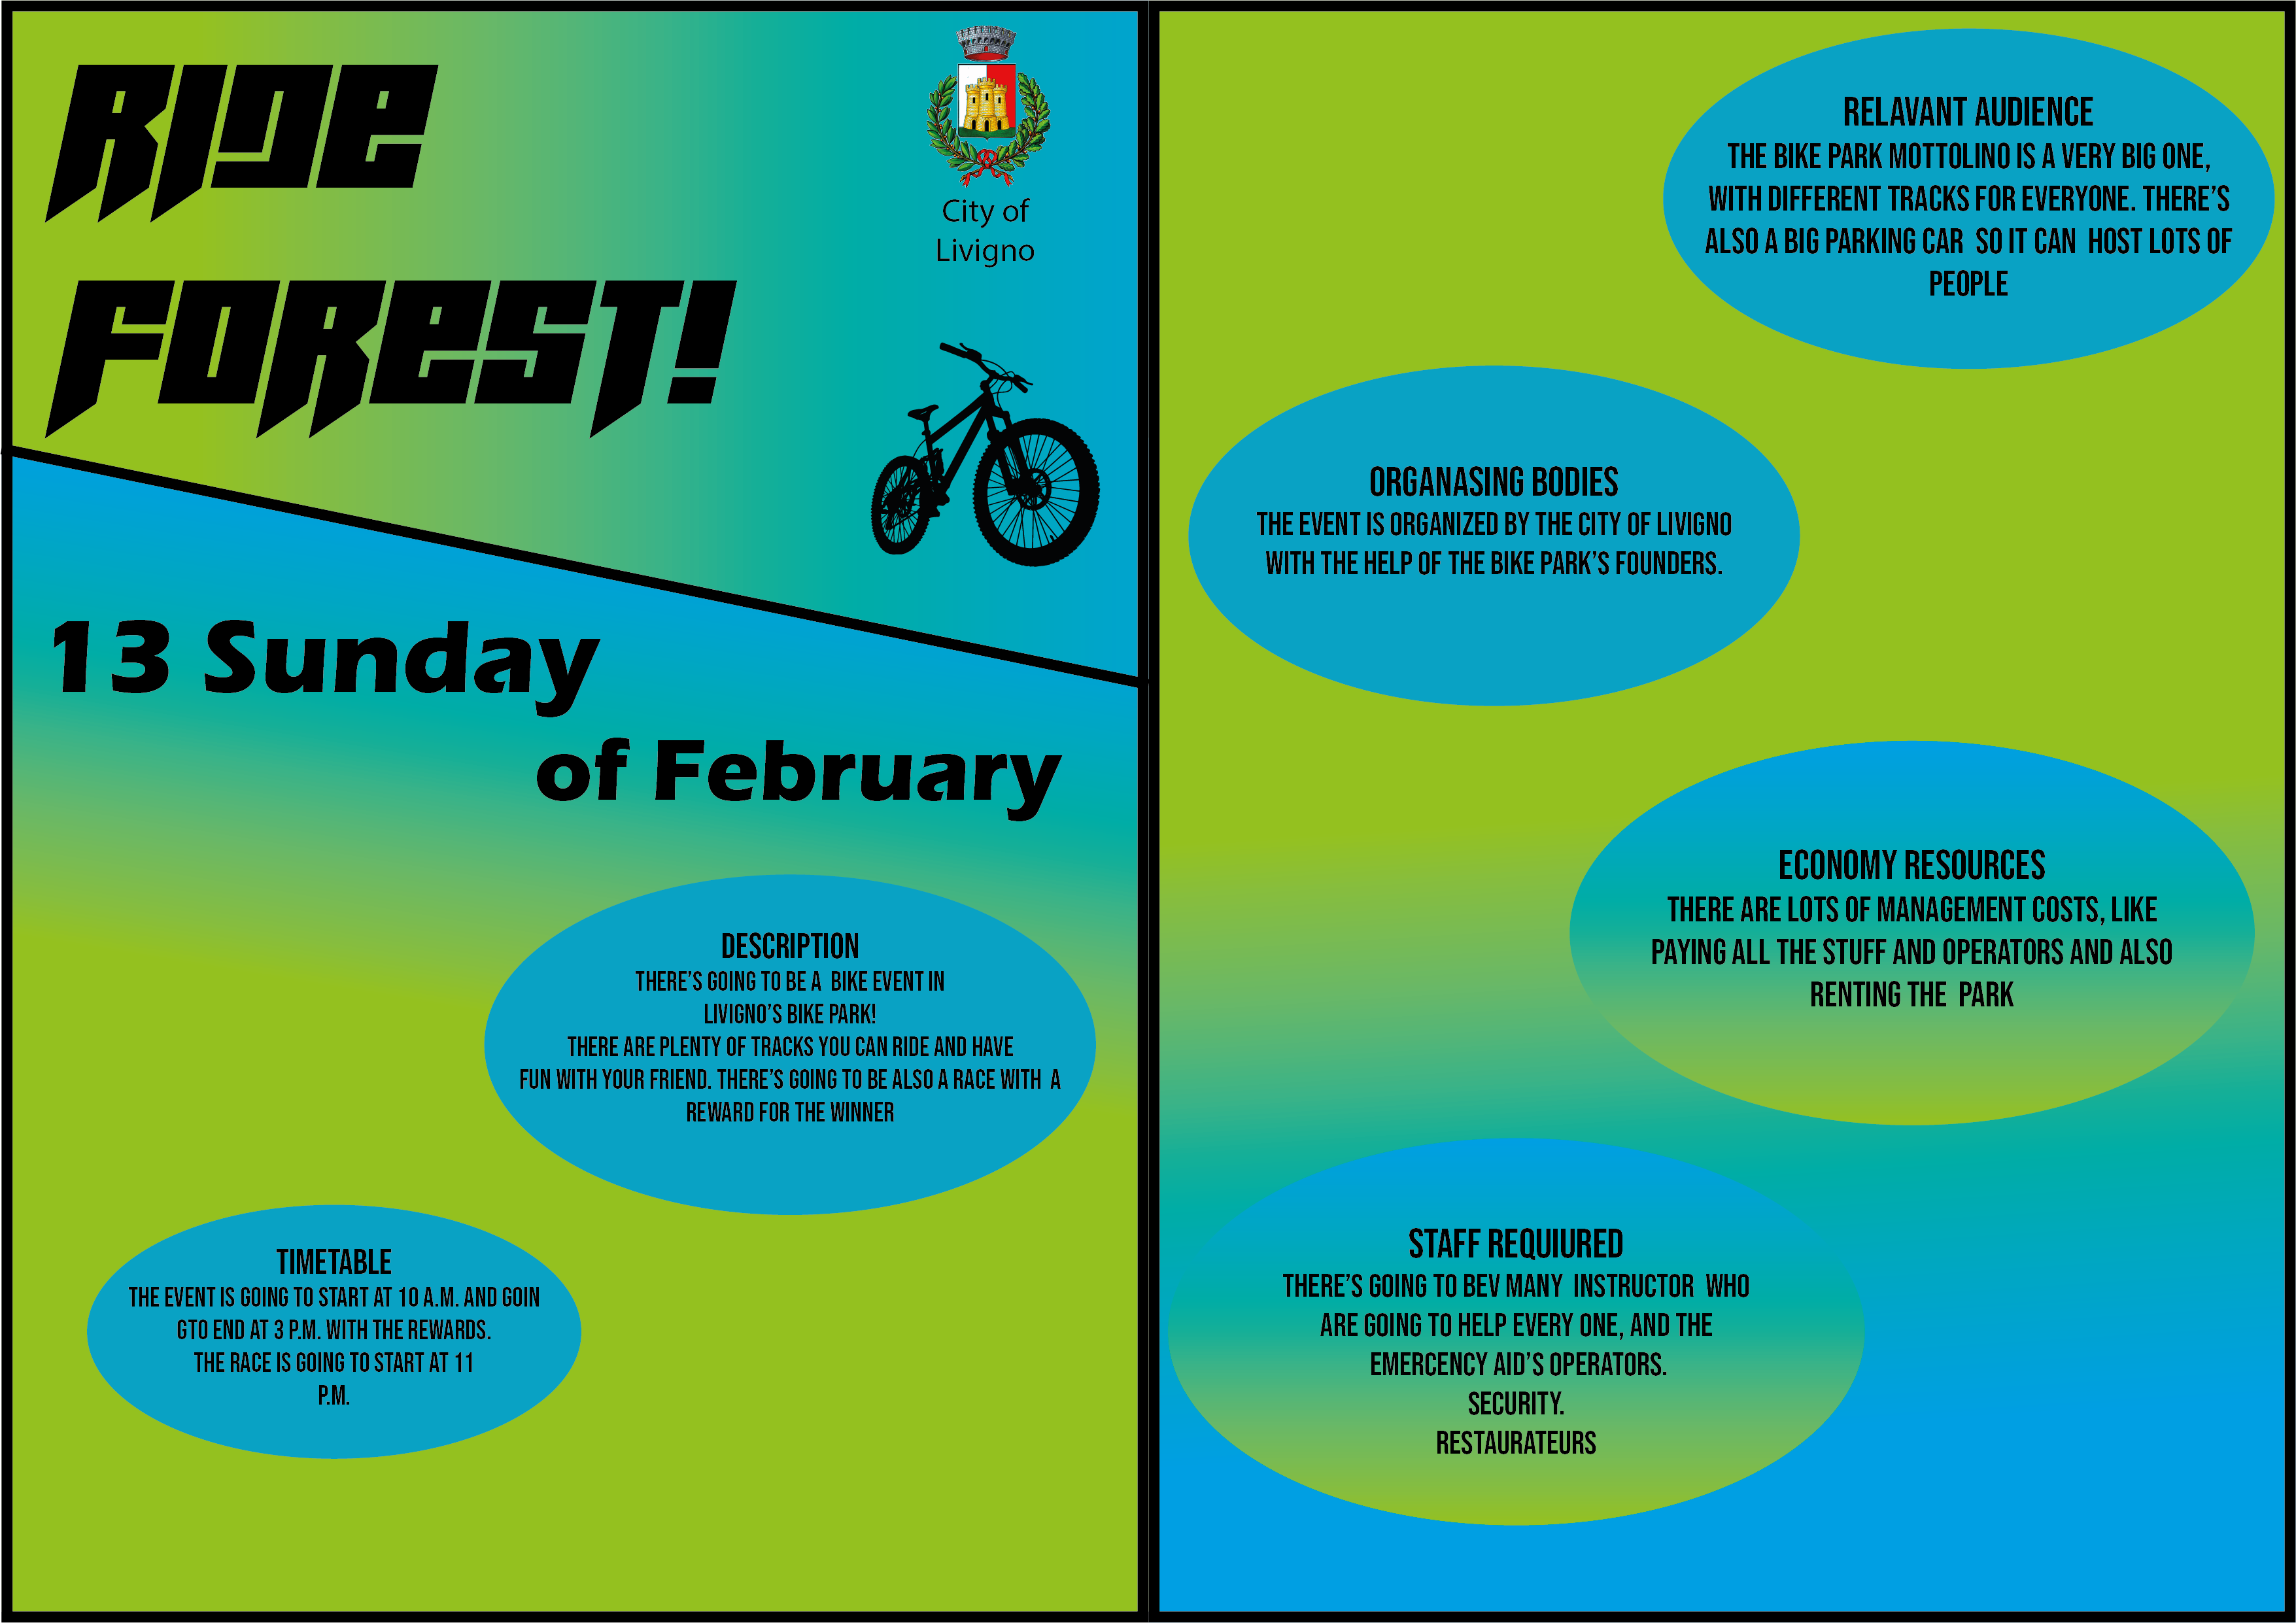 RIDE
FOREST!
City of
Livigno
13 Sunday
of February
DESCRIPTION
THERE'S GOING TO BE A BIKE EVENT IN
LIVIGNO'S BIKE PARK!
THERE ARE PLENTY OF TRACKS YOU CAN RIDE AND HAVE
FUN WITH YOUR FRIEND. THERE'S GOING TO BE ALSO A RACE WITH A
REWARD FOR THE WINNER
TIMETABLE
THE EVENT IS GOING TO START AT 10 A.M. AND GOIN
GTO END AT 3 P.M. WITH THE REWARDS.
THE RACE IS GOING TO START AT 11
P.M.
RELAVANT AUDIENCE
THE BIKE PARK MOTTOLINO IS A VERY BIG ONE,
WITH DIFFERENT TRACKS FOR EVERYONE. THERE'S
ALSO A BIG PARKING CAR SO IT CAN HOST LOTS OF
PEOPLE
ORGANASING BODIES
THE EVENT IS ORGANIZED BY THE CITY OF LIVIGNO
WITH THE HELP OF THE BIKE PARK'S FOUNDERS.
ECONOMY RESOURCES
THERE ARE LOTS OF MANAGEMENT COSTS, LIKE
PAYING ALL THE STUFF AND OPERATORS AND ALSO
RENTING THE PARK
STAFF REQUIURED
THERE'S GOING TO BEV MANY INSTRUCTOR WHO
ARE GOING TO HELP EVERY ONE, AND THE
EMERCENCY AID'S OPERATORS.
SECURITY.
RESTAURATEURS